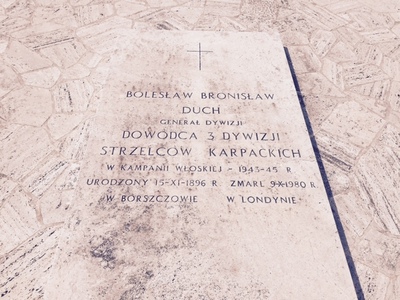 BOLESŁAW BRONISŁAW
DUCH
GENERAŁ DYWIZJI
DOWÓDCA 3 DYWIZJI
STRZELCÓW KARPACKICH
W KAMPANII WŁOSKIEJ - 1943-45 R
URODZONY 15-XI-1896 R ZMARŁ 9-X-1980 R.
W BORSZCZOWIE W LONDYNIE